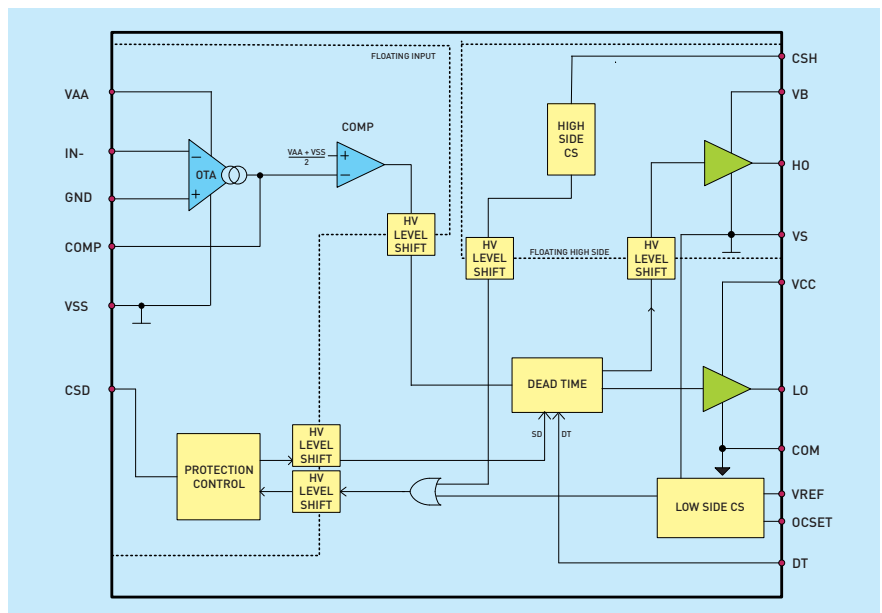 FLOATING INPUT
CSH
VAA
VB
COMP
HIGH
SIDE
CS
IN-
VAA + VSS
2
+
−
−
OTA
+
HO
GND
HV
LEVEL
SHIFT
COMP
VS
HV
LEVEL
SHIFT
FLOATING HIGH SIDE
HV
LEVEL
SHIFT
VSS
VCC
CSD
DEAD TIME
LO
SD
DT
HV
LEVEL
SHIFT
COM
PROTECTION
CONTROL
HV
LEVEL
SHIFT
LOW SIDE CS
VREF
OCSET
DT